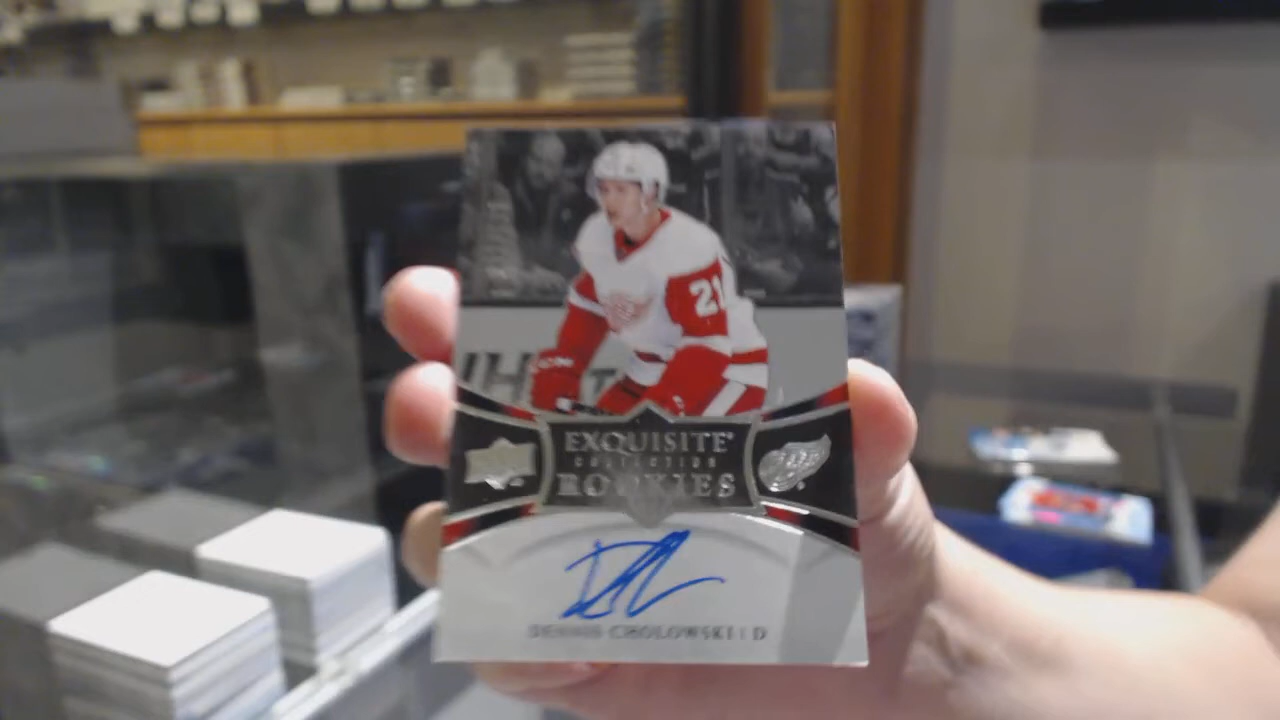 21
EXQUISITE
COLLECTION
ROOKIES
DENNIS CHOLOWSKI | D